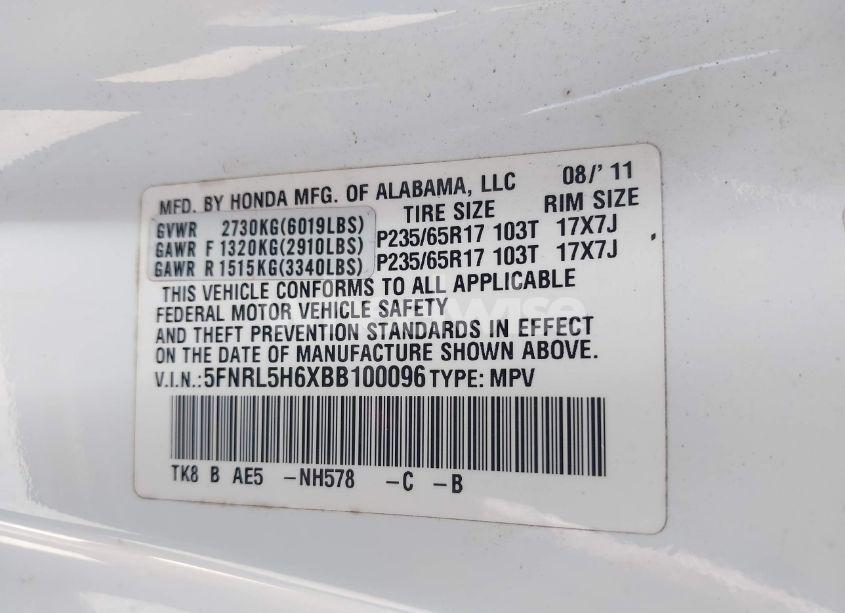 MFD. BY HONDA MFG. OF ALABAMA, LLC 08/' 11
TIRE SIZE RIM SIZE
GVWR 2730KG(6019LBS)
GAWR F 1320KG(2910LBS) P235/65R17 103T 17X7J
GAWR R 1515KG(3340LBS) P235/65R17 103T 17X7J
THIS VEHICLE CONFORMS TO ALL APPLICABLE
FEDERAL MOTOR VEHICLE SAFETY
AND THEFT PREVENTION STANDARDS IN EFFECT
ON THE DATE OF MANUFACTURE SHOWN ABOVE.
V.I.N.:5FNRL5H6XBB100096 TYPE: MPV
TK8 B AE5 -NH578 -C -B